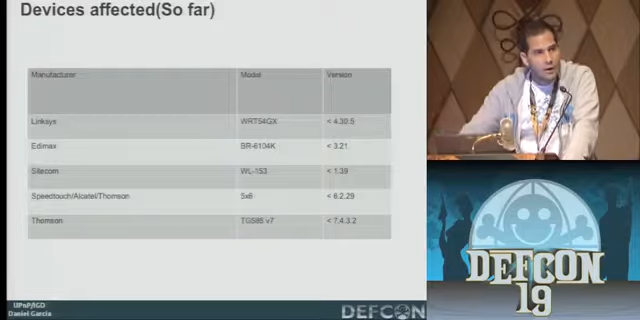 Devices affected(So far)
Manufacturer Model Version
Linksys WRT54GX < 4.30.5
Edimax BR-6104K < 3.21
Sitecom WL-153 < 1.39
Speedtouch/Alcatel/Thomson 5x6 < 6.2.29
Thomson TG585 v7 < 7.4.3.2
UPnP/IGD
Daniel Garcia
DEFCON
DEFCON
19